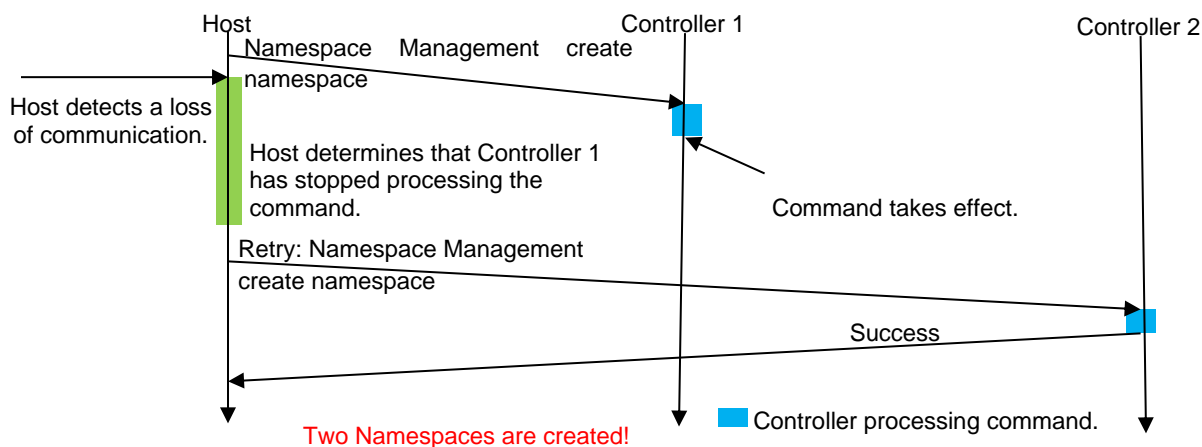 Host
Controller 1
Controller 2
Namespace Management create
namespace
Host detects a loss
of communication.
Host determines that Controller 1
has stopped processing the
command.
Command takes effect.
Retry: Namespace Management
create namespace
Success
Controller processing command.
Two Namespaces are created!